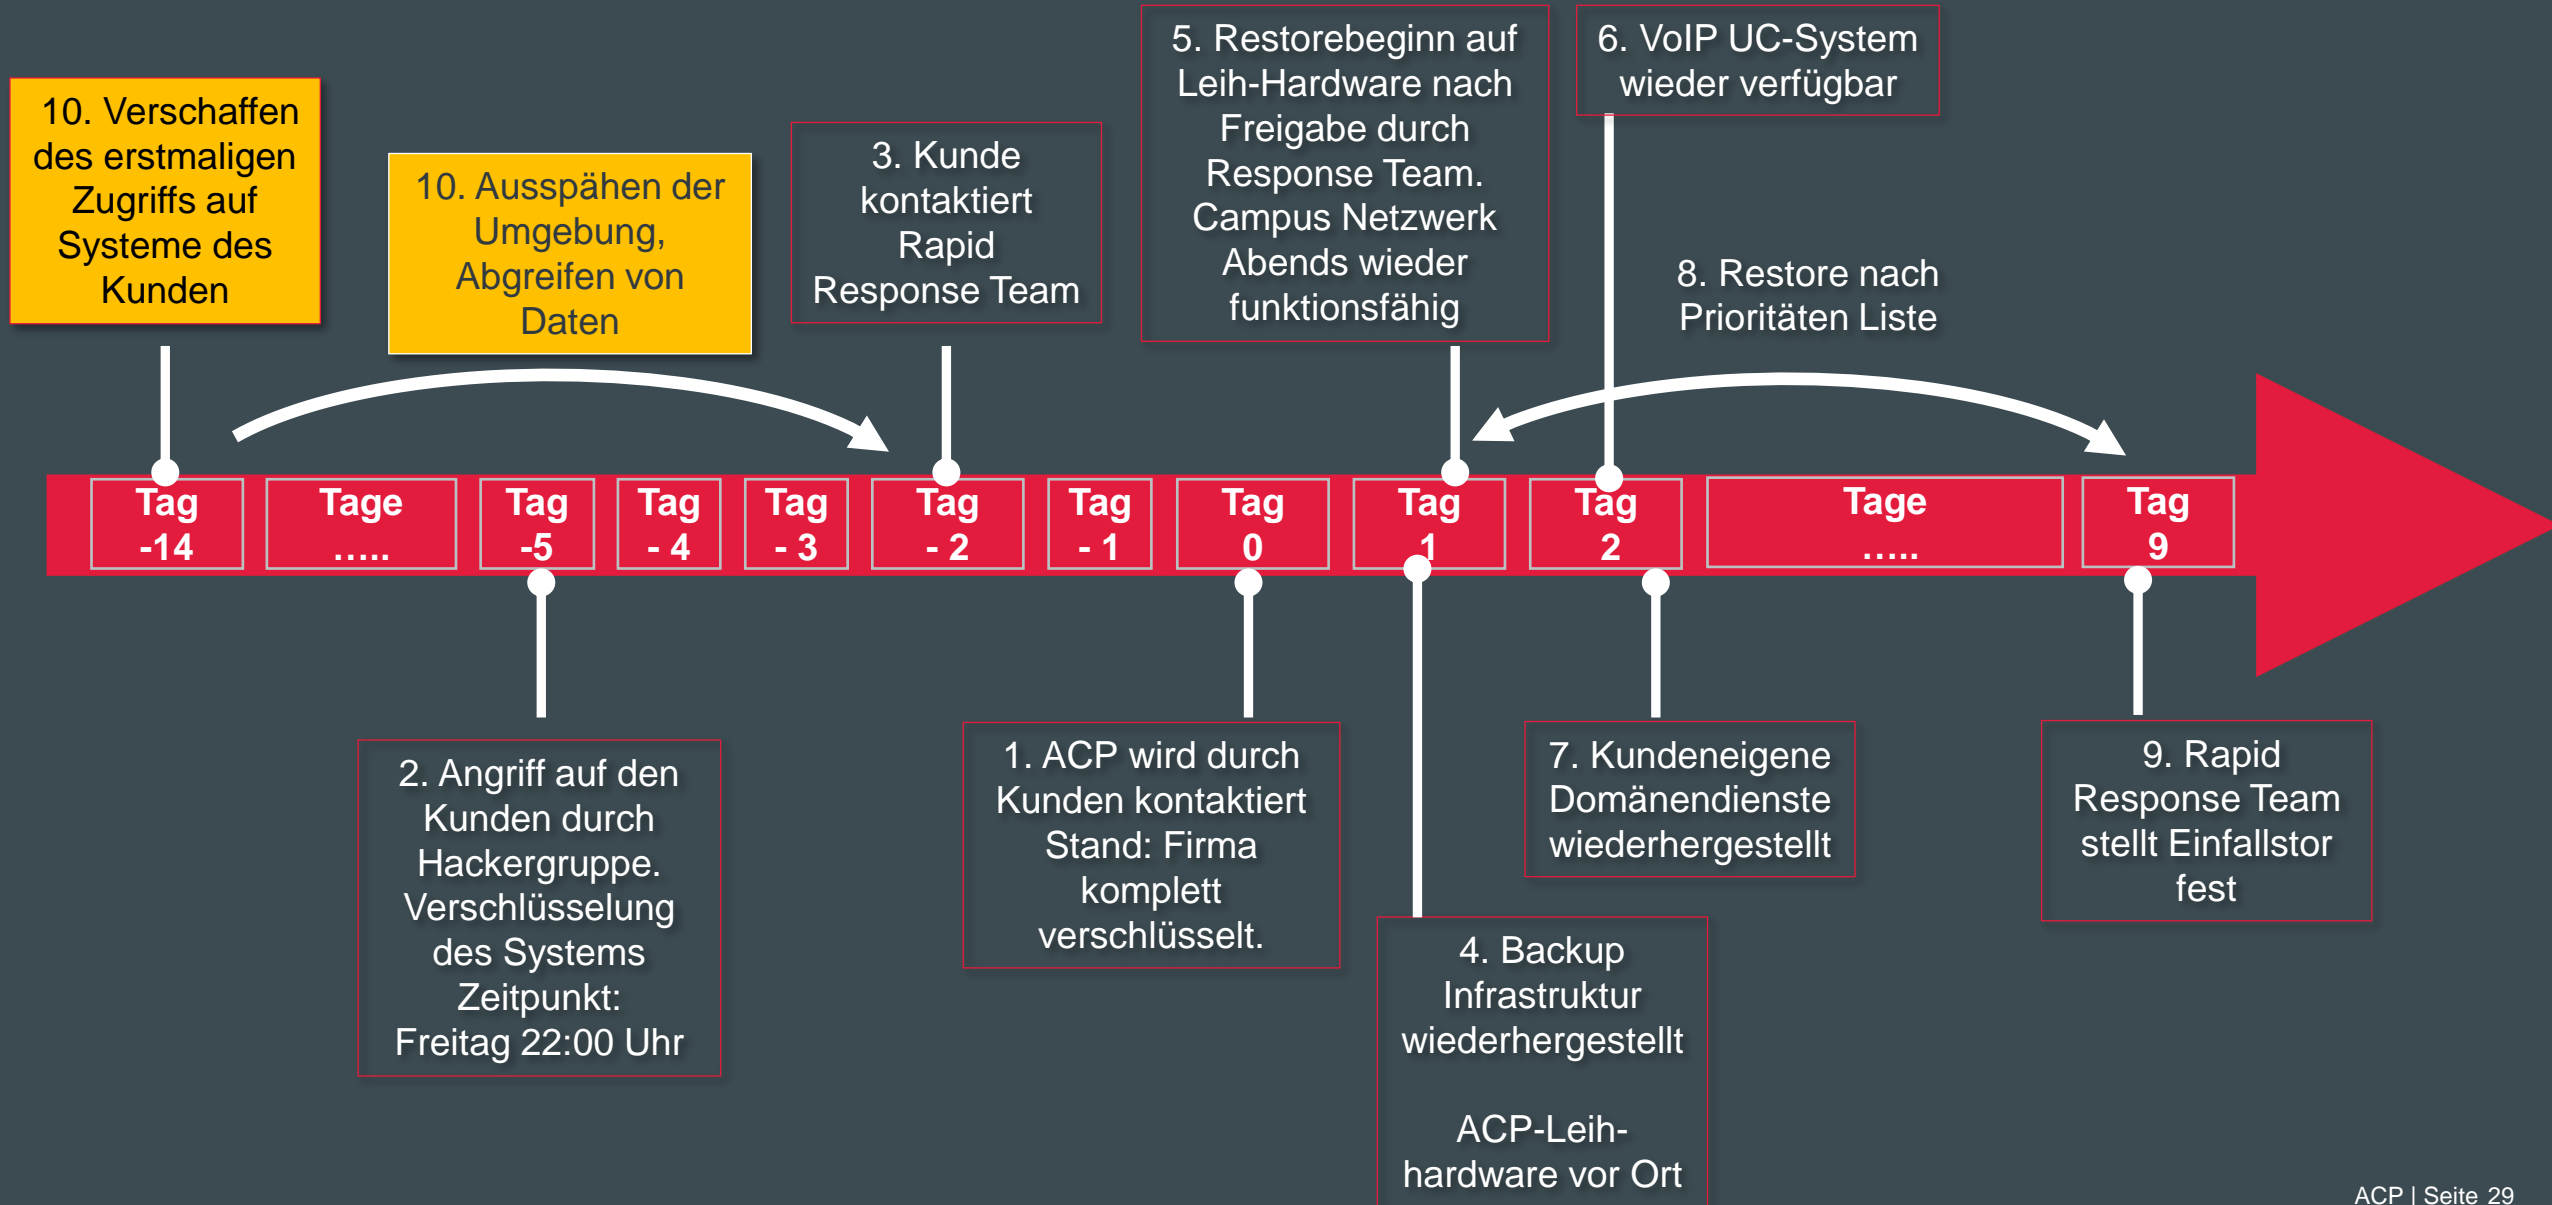 10. Verschaffen
des erstmaligen
Zugriffs auf
Systeme des
Kunden
10. Ausspähen der
Umgebung,
Abgreifen von
Daten
3. Kunde
kontaktiert
Rapid
Response Team
5. Restorebeginn auf
Leih-Hardware nach
Freigabe durch
Response Team.
Campus Netzwerk
Abends wieder
funktionsfähig
6. VoIP UC-System
wieder verfügbar
8. Restore nach
Prioritäten Liste
Tag
-14
Tage
.....
Tag
-5
Tag
- 4
Tag
- 3
Tag
- 2
Tag
- 1
Tag
0
Tag
1
Tag
2
Tage
.....
Tag
9
2. Angriff auf den
Kunden durch
Hackergruppe.
Verschlüsselung
des Systems
Zeitpunkt:
Freitag 22:00 Uhr
1. ACP wird durch
Kunden kontaktiert
Stand: Firma
komplett
verschlüsselt.
4. Backup
Infrastruktur
wiederhergestellt
ACP-Leih-
hardware vor Ort
7. Kundeneigene
Domänendienste
wiederhergestellt
9. Rapid
Response Team
stellt Einfallstor
fest
ACP | Seite 29